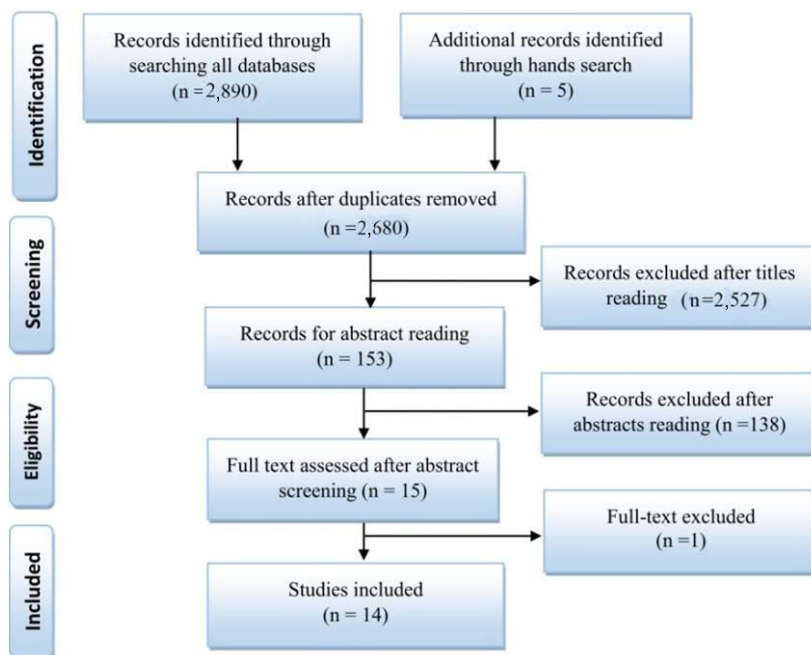 Identification
Records identified through
searching all databases
(n =2,890)
Additional records identified
through hands search
(n = 5)
Records after duplicates removed
(n =2,680)
Screening
Records excluded after titles
reading (n=2,527)
Records for abstract reading
(n = 153)
Eligibility
Records excluded after
abstracts reading (n =138)
Full text assessed after abstract
screening (n = 15)
Full-text excluded
(n =1)
Included
Studies included
(n = 14)